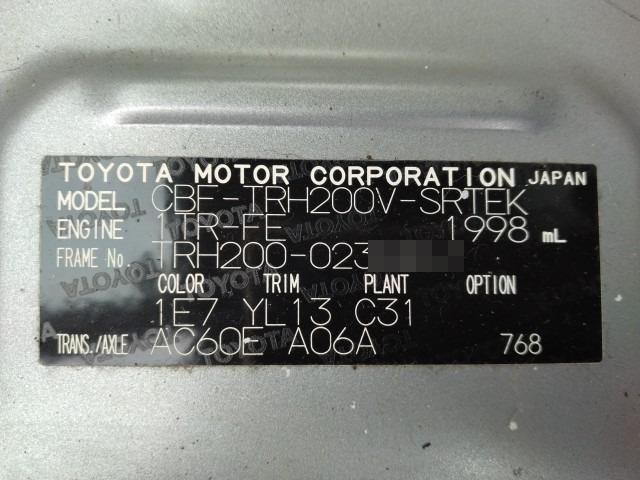 TOYOTA MOTOR CORPORATION JAPAN
MODEL CBF-TRH200V-SRTEK
ENGINE 1TR-FE 1998 mL
FRAME No. TRH200-023
COLOR TRIM PLANT OPTION
1E7 YL13 C31
TRANS./AXLE AC60E A06A 768